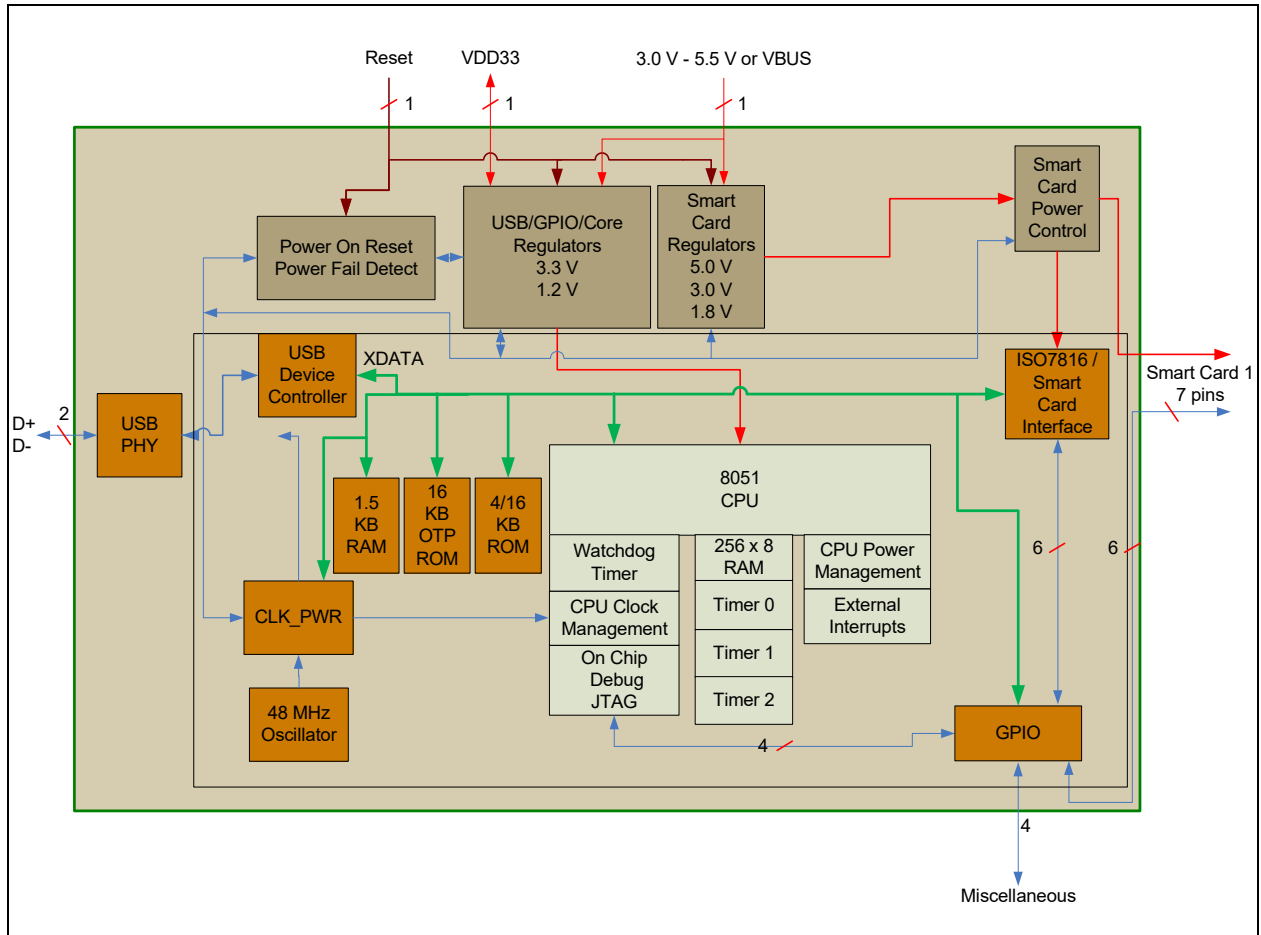 Reset
VDD33
3.0 V - 5.5 V or VBUS
1
1
1
Power On Reset
Power Fail Detect
USB/GPIO/Core
Regulators
3.3 V
1.2 V
Smart
Card
Regulators
5.0 V
3.0 V
1.8 V
Smart
Card
Power
Control
USB
Device
Controller
XDATA
ISO7816 /
Smart
Card
Interface
Smart Card 1
7 pins
D+
D-
2
USB
PHY
1.5
KB
RAM
16
KB
OTP
ROM
4/16
KB
ROM
8051
CPU
Watchdog
Timer
CPU Clock
Management
On Chip
Debug
JTAG
256 x 8
RAM
Timer 0
Timer 1
Timer 2
CPU Power
Management
External
Interrupts
6
6
CLK_PWR
48 MHz
Oscillator
4
GPIO
4
Miscellaneous